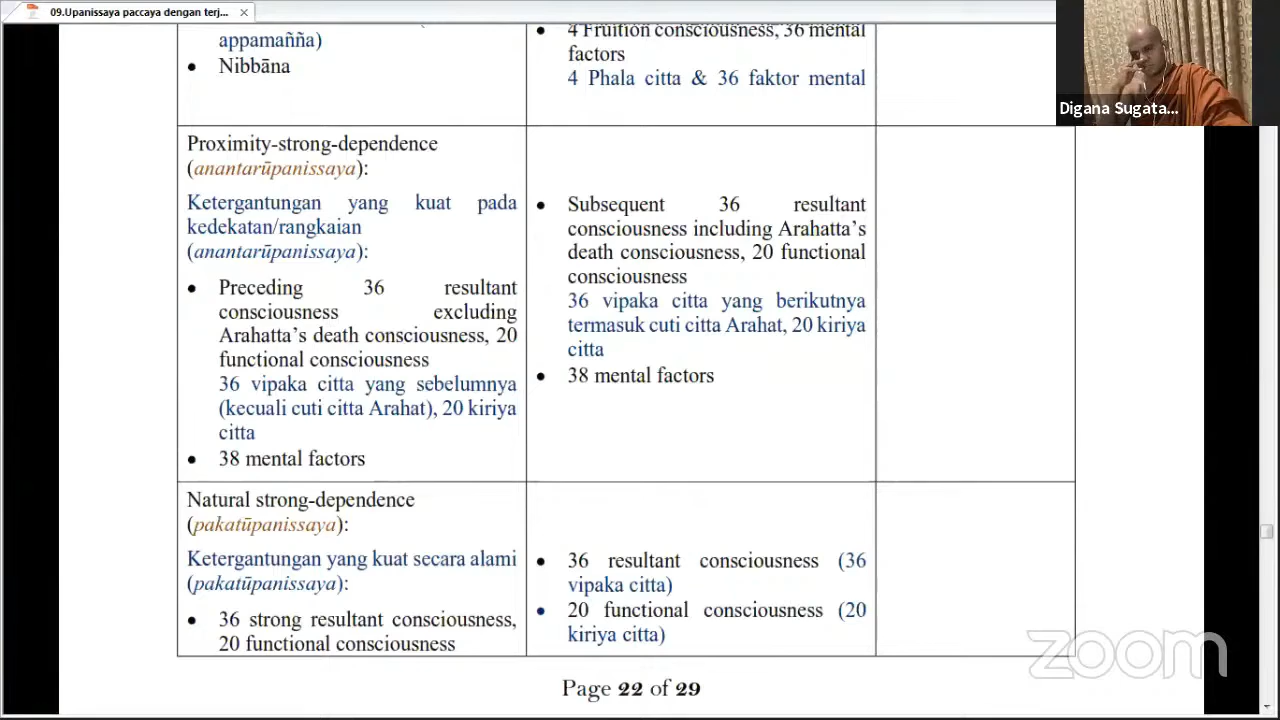 09.Upanissaya paccaya dengan terj...
appamañña)
• Nibbāna
• 4 Fruition consciousness, 36 mental
factors
4 Phala citta & 36 faktor mental
Digana Sugata...
Proximity-strong-dependence
(anantarūpanissaya):
Ketergantungan yang kuat pada
kedekatan/rangkaian
(anantarūpanissaya):
• Preceding 36 resultant
consciousness excluding
Arahatta’s death consciousness, 20
functional consciousness
36 vipaka citta yang sebelumnya
(kecuali cuti citta Arahat), 20 kiriya
citta
• 38 mental factors
• Subsequent 36 resultant
consciousness including Arahatta’s
death consciousness, 20 functional
consciousness
36 vipaka citta yang berikutnya
termasuk cuti citta Arahat, 20 kiriya
citta
• 38 mental factors
Natural strong-dependence
(pakatūpanissaya):
Ketergantungan yang kuat secara alami
(pakatūpanissaya):
• 36 strong resultant consciousness,
20 functional consciousness
• 36 resultant consciousness (36
vipaka citta)
• 20 functional consciousness (20
kiriya citta)
zoom
Page 22 of 29